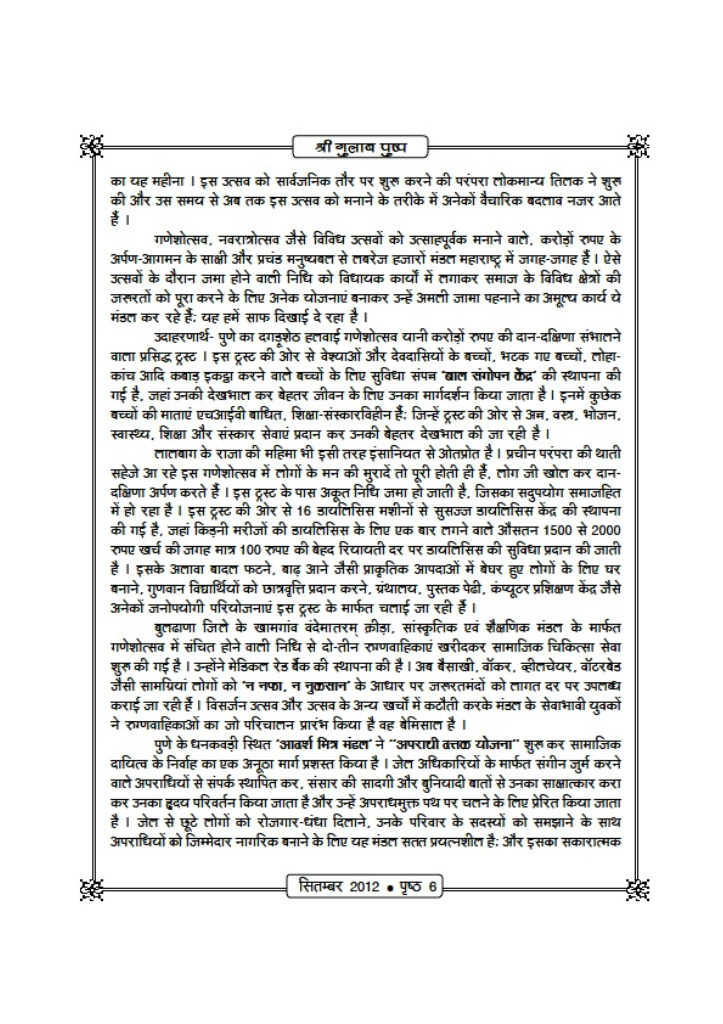 श्री गुलाब पुष्प
का यह महीना । इस उत्सव को सार्वजनिक तौर पर शुरू करने की परंपरा लोकमान्य तिलक ने शुरु
की और उस समय से अब तक इस उत्सव को मनाने के तरीके में अनेकों वैचारिक बदलाव नजर आते
हैं ।
गणेशोत्सव, नवरात्रोत्सव जैसे विविध उत्सवों को उत्साहपूर्वक मनाने वाले, करोड़ों रुपए के
अर्पण-आगमन के साक्षी और प्रचंड मनुष्यबल से लबरेज हजारों मंडल महाराष्ट्र में जगह-जगह हैं । ऐसे
उत्सवों के दौरान जमा होने वाली निधि को विधायक कार्यों में लगाकर समाज के विविध क्षेत्रों की
जरूरतों को पूरा करने के लिए अनेक योजनाएं बनाकर उन्हें अमली जामा पहनाने का अमूल्य कार्य ये
मंडल कर रहे हैं; यह हमें साफ दिखाई दे रहा है ।
उदाहरणार्थ- पुणे का दगडूशेठ हलवाई गणेशोत्सव यानी करोड़ों रुपए की दान-दक्षिणा संभालने
वाला प्रसिद्ध ट्रस्ट । इस ट्रस्ट की ओर से वेश्याओं और देवदासियों के बच्चों, भटक गए बच्चों, लोहा-
कांच आदि कबाड़ इकट्ठा करने वाले बच्चों के लिए सुविधा संपन्न ‘बाल संगोपन केंद्र’ की स्थापना की
गई है, जहां उनकी देखभाल कर बेहतर जीवन के लिए उनका मार्गदर्शन किया जाता है । इनमें कुछेक
बच्चों की माताएं एचआईवी बाधित, शिक्षा-संस्कारविहीन हैं; जिन्हें ट्रस्ट की ओर से अन्न, वस्त्र, भोजन,
स्वास्थ्य, शिक्षा और संस्कार सेवाएं प्रदान कर उनकी बेहतर देखभाल की जा रही है ।
लालबाग के राजा की महिमा भी इसी तरह इंसानियत से ओतप्रोत है । प्रचीन परंपरा की थाती
सहेजे आ रहे इस गणेशोत्सव में लोगों के मन की मुरादें तो पूरी होती ही हैं, लोग जी खोल कर दान-
दक्षिणा अर्पण करते हैं । इस ट्रस्ट के पास अकूत निधि जमा हो जाती है, जिसका सदुपयोग समाजहित
में हो रहा है । इस ट्रस्ट की ओर से 16 डायलिसिस मशीनों से सुसज्ज डायलिसिस केंद्र की स्थापना
की गई है, जहां किड़नी मरीजों की डायलिसिस के लिए एक बार लगने वाले औसतन 1500 से 2000
रुपए खर्च की जगह मात्र 100 रुपए की बेहद रियायती दर पर डायलिसिस की सुविधा प्रदान की जाती
है । इसके अलावा बादल फटने, बाढ़ आने जैसी प्राकृतिक आपदाओं में बेघर हुए लोगों के लिए घर
बनाने, गुणवान विद्यार्थियों को छात्रवृत्ति प्रदान करने, ग्रंथालय, पुस्तक पेढी, कंप्यूटर प्रशिक्षण केंद्र जैसे
अनेकों जनोपयोगी परियोजनाएं इस ट्रस्ट के मार्फत चलाई जा रही हैं ।
बुलढाणा जिले के खामगांव वंदेमातरम् क्रीड़ा, सांस्कृतिक एवं शैक्षणिक मंडल के मार्फत
गणेशोत्सव में संचित होने वाली निधि से दो-तीन रुग्णवाहिकाएं खरीदकर सामाजिक चिकित्सा सेवा
शुरू की गई है । उन्होंने मेडिकल रेड बैंक की स्थापना की है । अब बैसाखी, वॉकर, व्हीलचेयर, वॉटरबेड
जैसी सामग्रियां लोगों को ‘न नफा, न नुकसान’ के आधार पर जरूरतमंदों को लागत दर पर उपलब्ध
कराई जा रही हैं । विसर्जन उत्सव और उत्सव के अन्य खर्चों में कटौती करके मंडल के सेवाभावी युवकों
ने रुग्णवाहिकाओं का जो परिचालन प्रारंभ किया है वह बेमिसाल है ।
पुणे के धनकवड़ी स्थित ‘आदर्श मित्र मंडल’ ने ‘‘अपराधी दत्तक योजना’’ शुरू कर सामाजिक
दायित्व के निर्वाह का एक अनूठा मार्ग प्रशस्त किया है । जेल अधिकारियों के मार्फत संगीन जुर्म करने
वाले अपराधियों से संपर्क स्थापित कर, संसार की सादगी और बुनियादी बातों से उनका साक्षात्कार करा
कर उनका हृदय परिवर्तन किया जाता है और उन्हें अपराधमुक्त पथ पर चलने के लिए प्रेरित किया जाता
है । जेल से छूटे लोगों को रोजगार-धंधा दिलाने, उनके परिवार के सदस्यों को समझाने के साथ
अपराधियों को जिम्मेदार नागरिक बनाने के लिए यह मंडल सतत प्रयत्नशील है; और इसका सकारात्मक
सितम्बर 2012 ● पृष्ठ 6